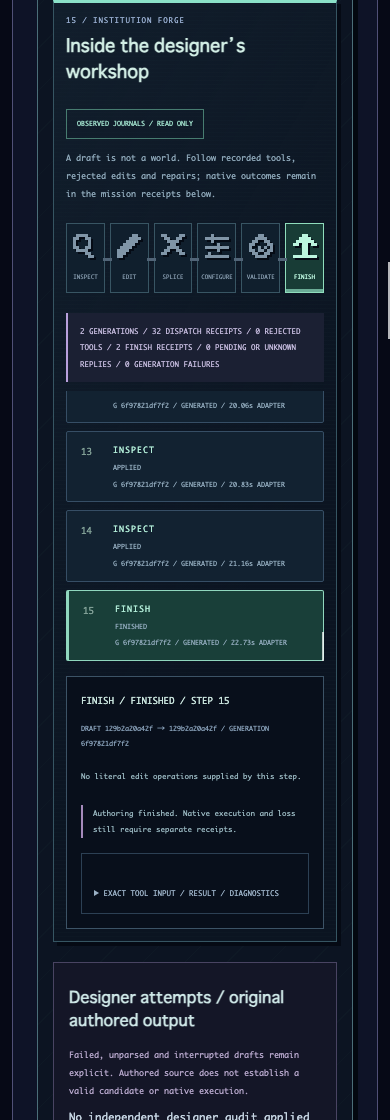 15 / INSTITUTION FORGE
Inside the designer’s
workshop
OBSERVED JOURNALS / READ ONLY
A draft is not a world. Follow recorded tools,
rejected edits and repairs; native outcomes remain
in the mission receipts below.
INSPECT
EDIT
SPLICE
CONFIGURE
VALIDATE
FINISH
2 GENERATIONS / 32 DISPATCH RECEIPTS / 0 REJECTED
TOOLS / 2 FINISH RECEIPTS / 0 PENDING OR UNKNOWN
REPLIES / 0 GENERATION FAILURES
G 6f97821df7f2 / GENERATED / 20.06s ADAPTER
13 INSPECT
APPLIED
G 6f97821df7f2 / GENERATED / 20.83s ADAPTER
14 INSPECT
APPLIED
G 6f97821df7f2 / GENERATED / 21.16s ADAPTER
15 FINISH
FINISHED
G 6f97821df7f2 / GENERATED / 22.73s ADAPTER
FINISH / FINISHED / STEP 15
DRAFT 129b2a20a42f → 129b2a20a42f / GENERATION
6f97821df7f2
No literal edit operations supplied by this step.
Authoring finished. Native execution and loss
still require separate receipts.
▶ EXACT TOOL INPUT / RESULT / DIAGNOSTICS
Designer attempts / original
authored output
Failed, unparsed and interrupted drafts remain
explicit. Authored source does not establish a
valid candidate or native execution.
No independent designer audit applied